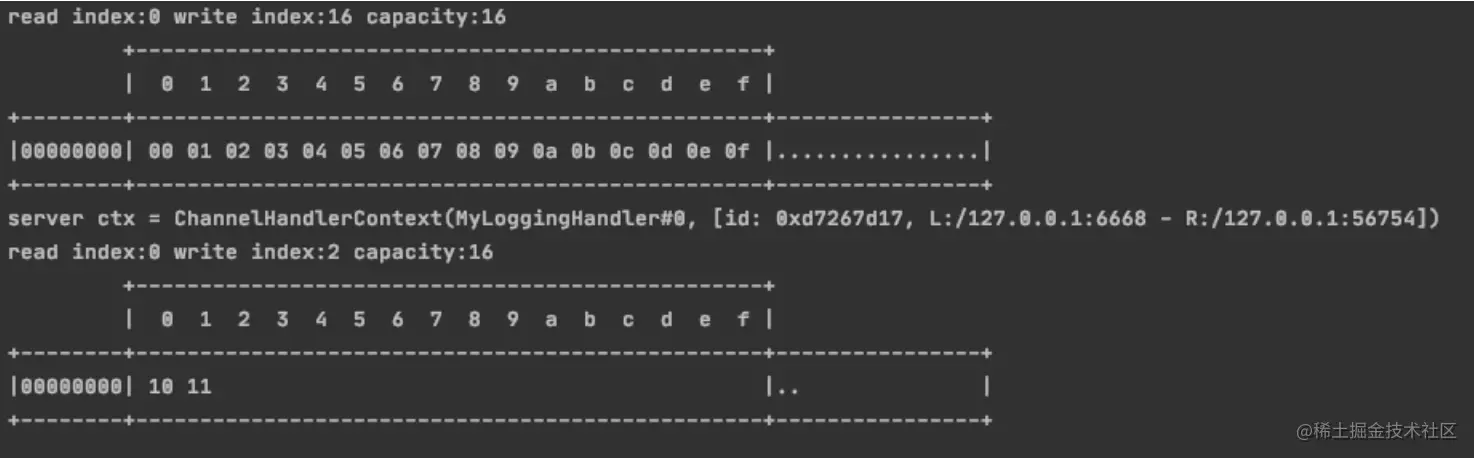 read index:0 write index:16 capacity:16
         +-------------------------------------------------+
         |  0  1  2  3  4  5  6  7  8  9  a  b  c  d  e  f |
+--------+-------------------------------------------------+----------------+
|00000000| 00 01 02 03 04 05 06 07 08 09 0a 0b 0c 0d 0e 0f |................|
+--------+-------------------------------------------------+----------------+
server ctx = ChannelHandlerContext(MyLoggingHandler#0, [id: 0xd7267d17, L:/127.0.0.1:6668 - R:/127.0.0.1:56754])
read index:0 write index:2 capacity:16
         +-------------------------------------------------+
         |  0  1  2  3  4  5  6  7  8  9  a  b  c  d  e  f |
+--------+-------------------------------------------------+----------------+
|00000000| 10 11                                           |..              |
+--------+-------------------------------------------------+----------------+
@稀土掘金技术社区